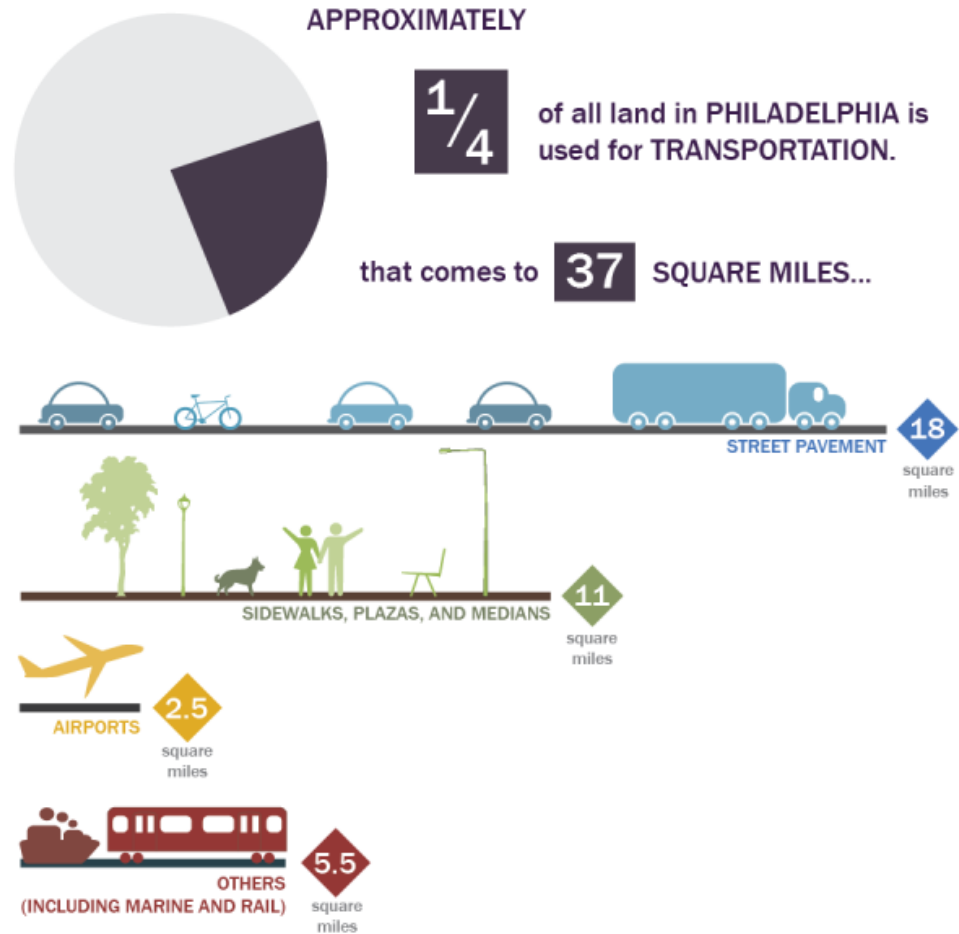 APPROXIMATELY
1/4
of all land in PHILADELPHIA is
used for TRANSPORTATION.
that comes to 37 SQUARE MILES...
STREET PAVEMENT
18
square
miles
SIDEWALKS, PLAZAS, AND MEDIANS
11
square
miles
AIRPORTS
2.5
square
miles
OTHERS
(INCLUDING MARINE AND RAIL)
5.5
square
miles